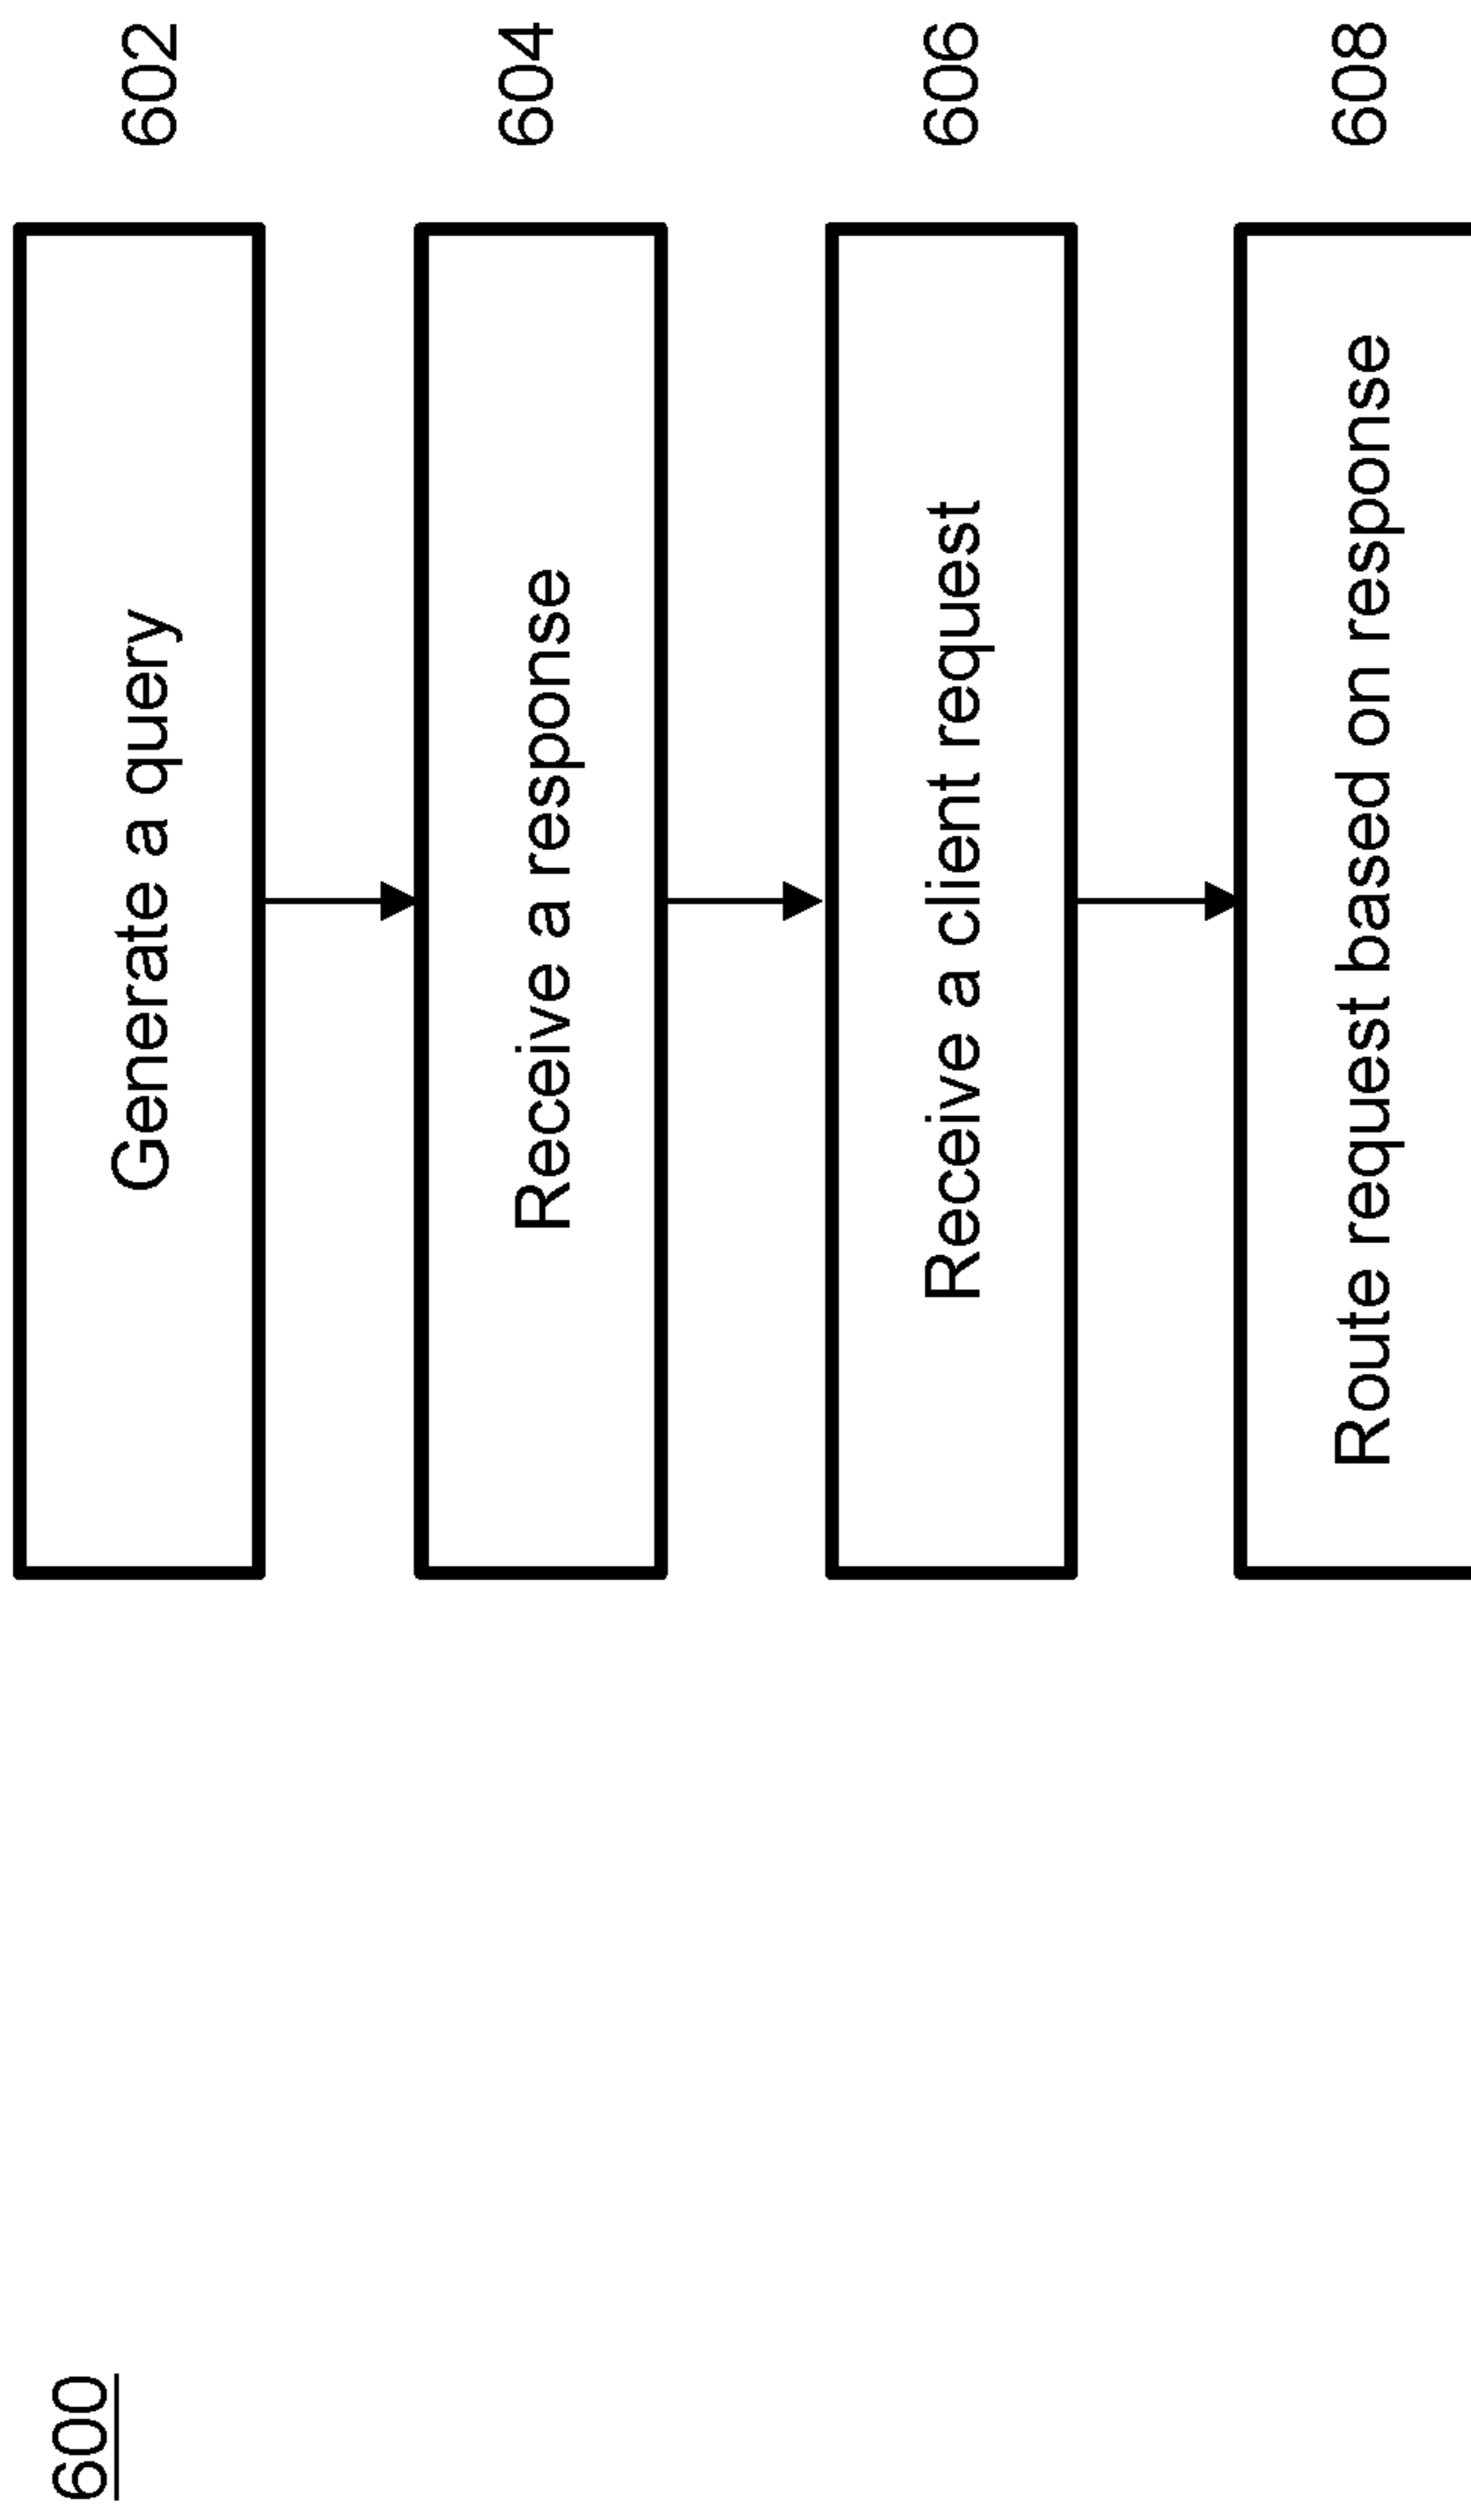 600
Generate a query
602
Receive a response
604
Receive a client request
606
Route request based on response
608